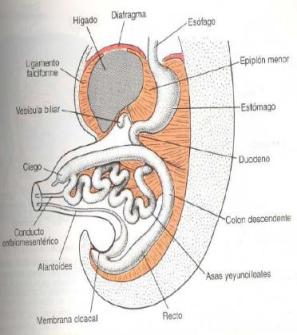 Diafragma
Hígado
Esófago
Ligamento
falciforme
Epiplón menor
Vesícula biliar
Estómago
Duodeno
Ciego
Colon descendente
Conducto
onfalomesentérico
Alantoides
Asas yeyunoileales
Membrana cloacal
Recto